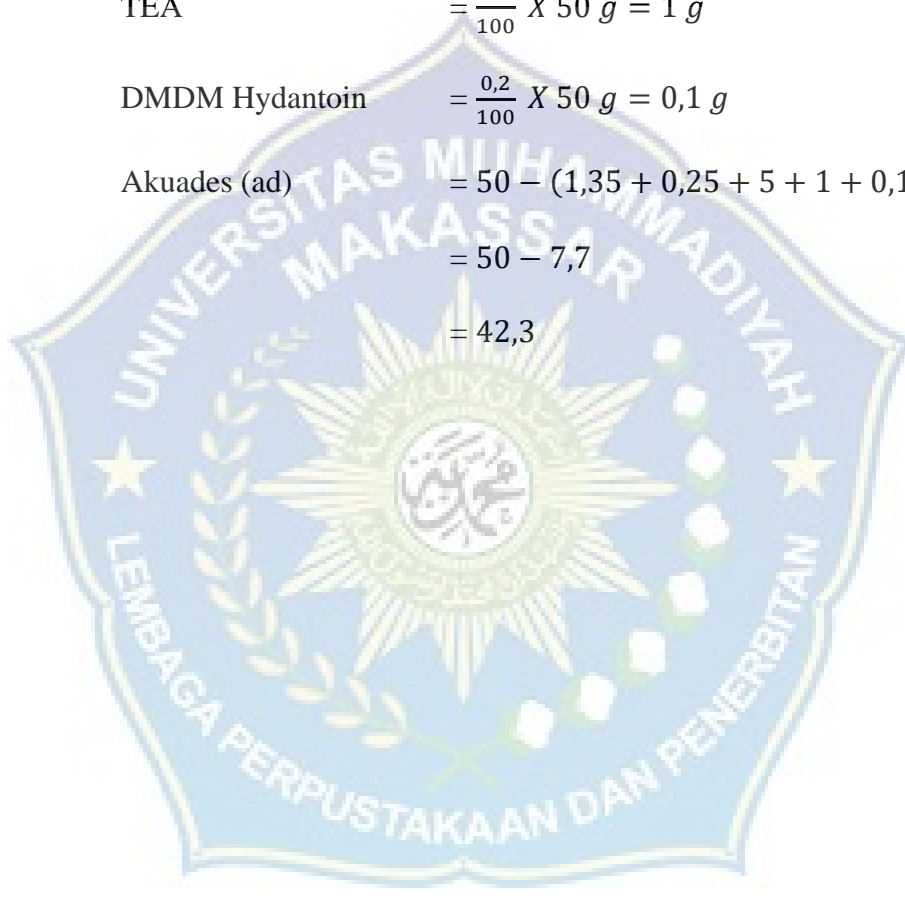 TEA = /100 X 50 g = 1 g
DMDM Hydantoin = 0,2/100 X 50 g = 0,1 g
Akuades (ad) = 50 − (1,35 + 0,25 + 5 + 1 + 0,1
= 50 − 7,7
= 42,3
UNIVERSITAS MUHAMMADIYAH
MAKASSAR
LEMBAGA PERPUSTAKAAN DAN PENERBITAN